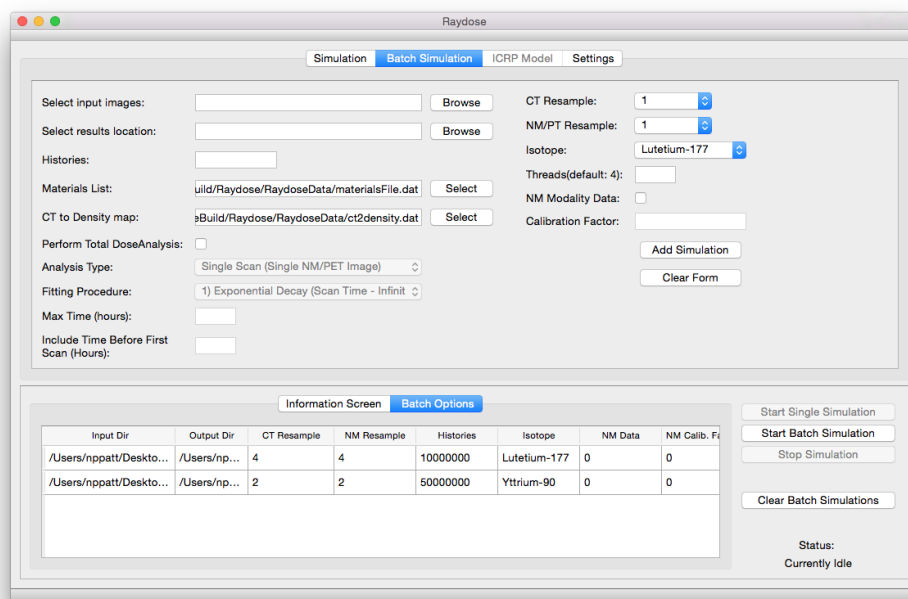 Raydose
Simulation Batch Simulation ICRP Model Settings
Select input images: Browse
Select results location: Browse
Histories:
Materials List: uild/Raydose/RaydoseData/materialsFile.dat Select
CT to Density map: eBuild/Raydose/RaydoseData/ct2density.dat Select
Perform Total DoseAnalysis:
Analysis Type: Single Scan (Single NM/PET Image)
Fitting Procedure: 1) Exponential Decay (Scan Time - Infinit
Max Time (hours):
Include Time Before First
Scan (Hours):
CT Resample: 1
NM/PT Resample: 1
Isotope: Lutetium-177
Threads(default: 4):
NM Modality Data:
Calibration Factor:
Add Simulation
Clear Form
Information Screen Batch Options
Input Dir Output Dir CT Resample NM Resample Histories Isotope NM Data NM Calib. Fa
/Users/nppatt/Deskto... /Users/np... 4 4 10000000 Lutetium-177 0 0
/Users/nppatt/Deskto... /Users/np... 2 2 50000000 Yttrium-90 0 0
Start Single Simulation
Start Batch Simulation
Stop Simulation
Clear Batch Simulations
Status:
Currently Idle